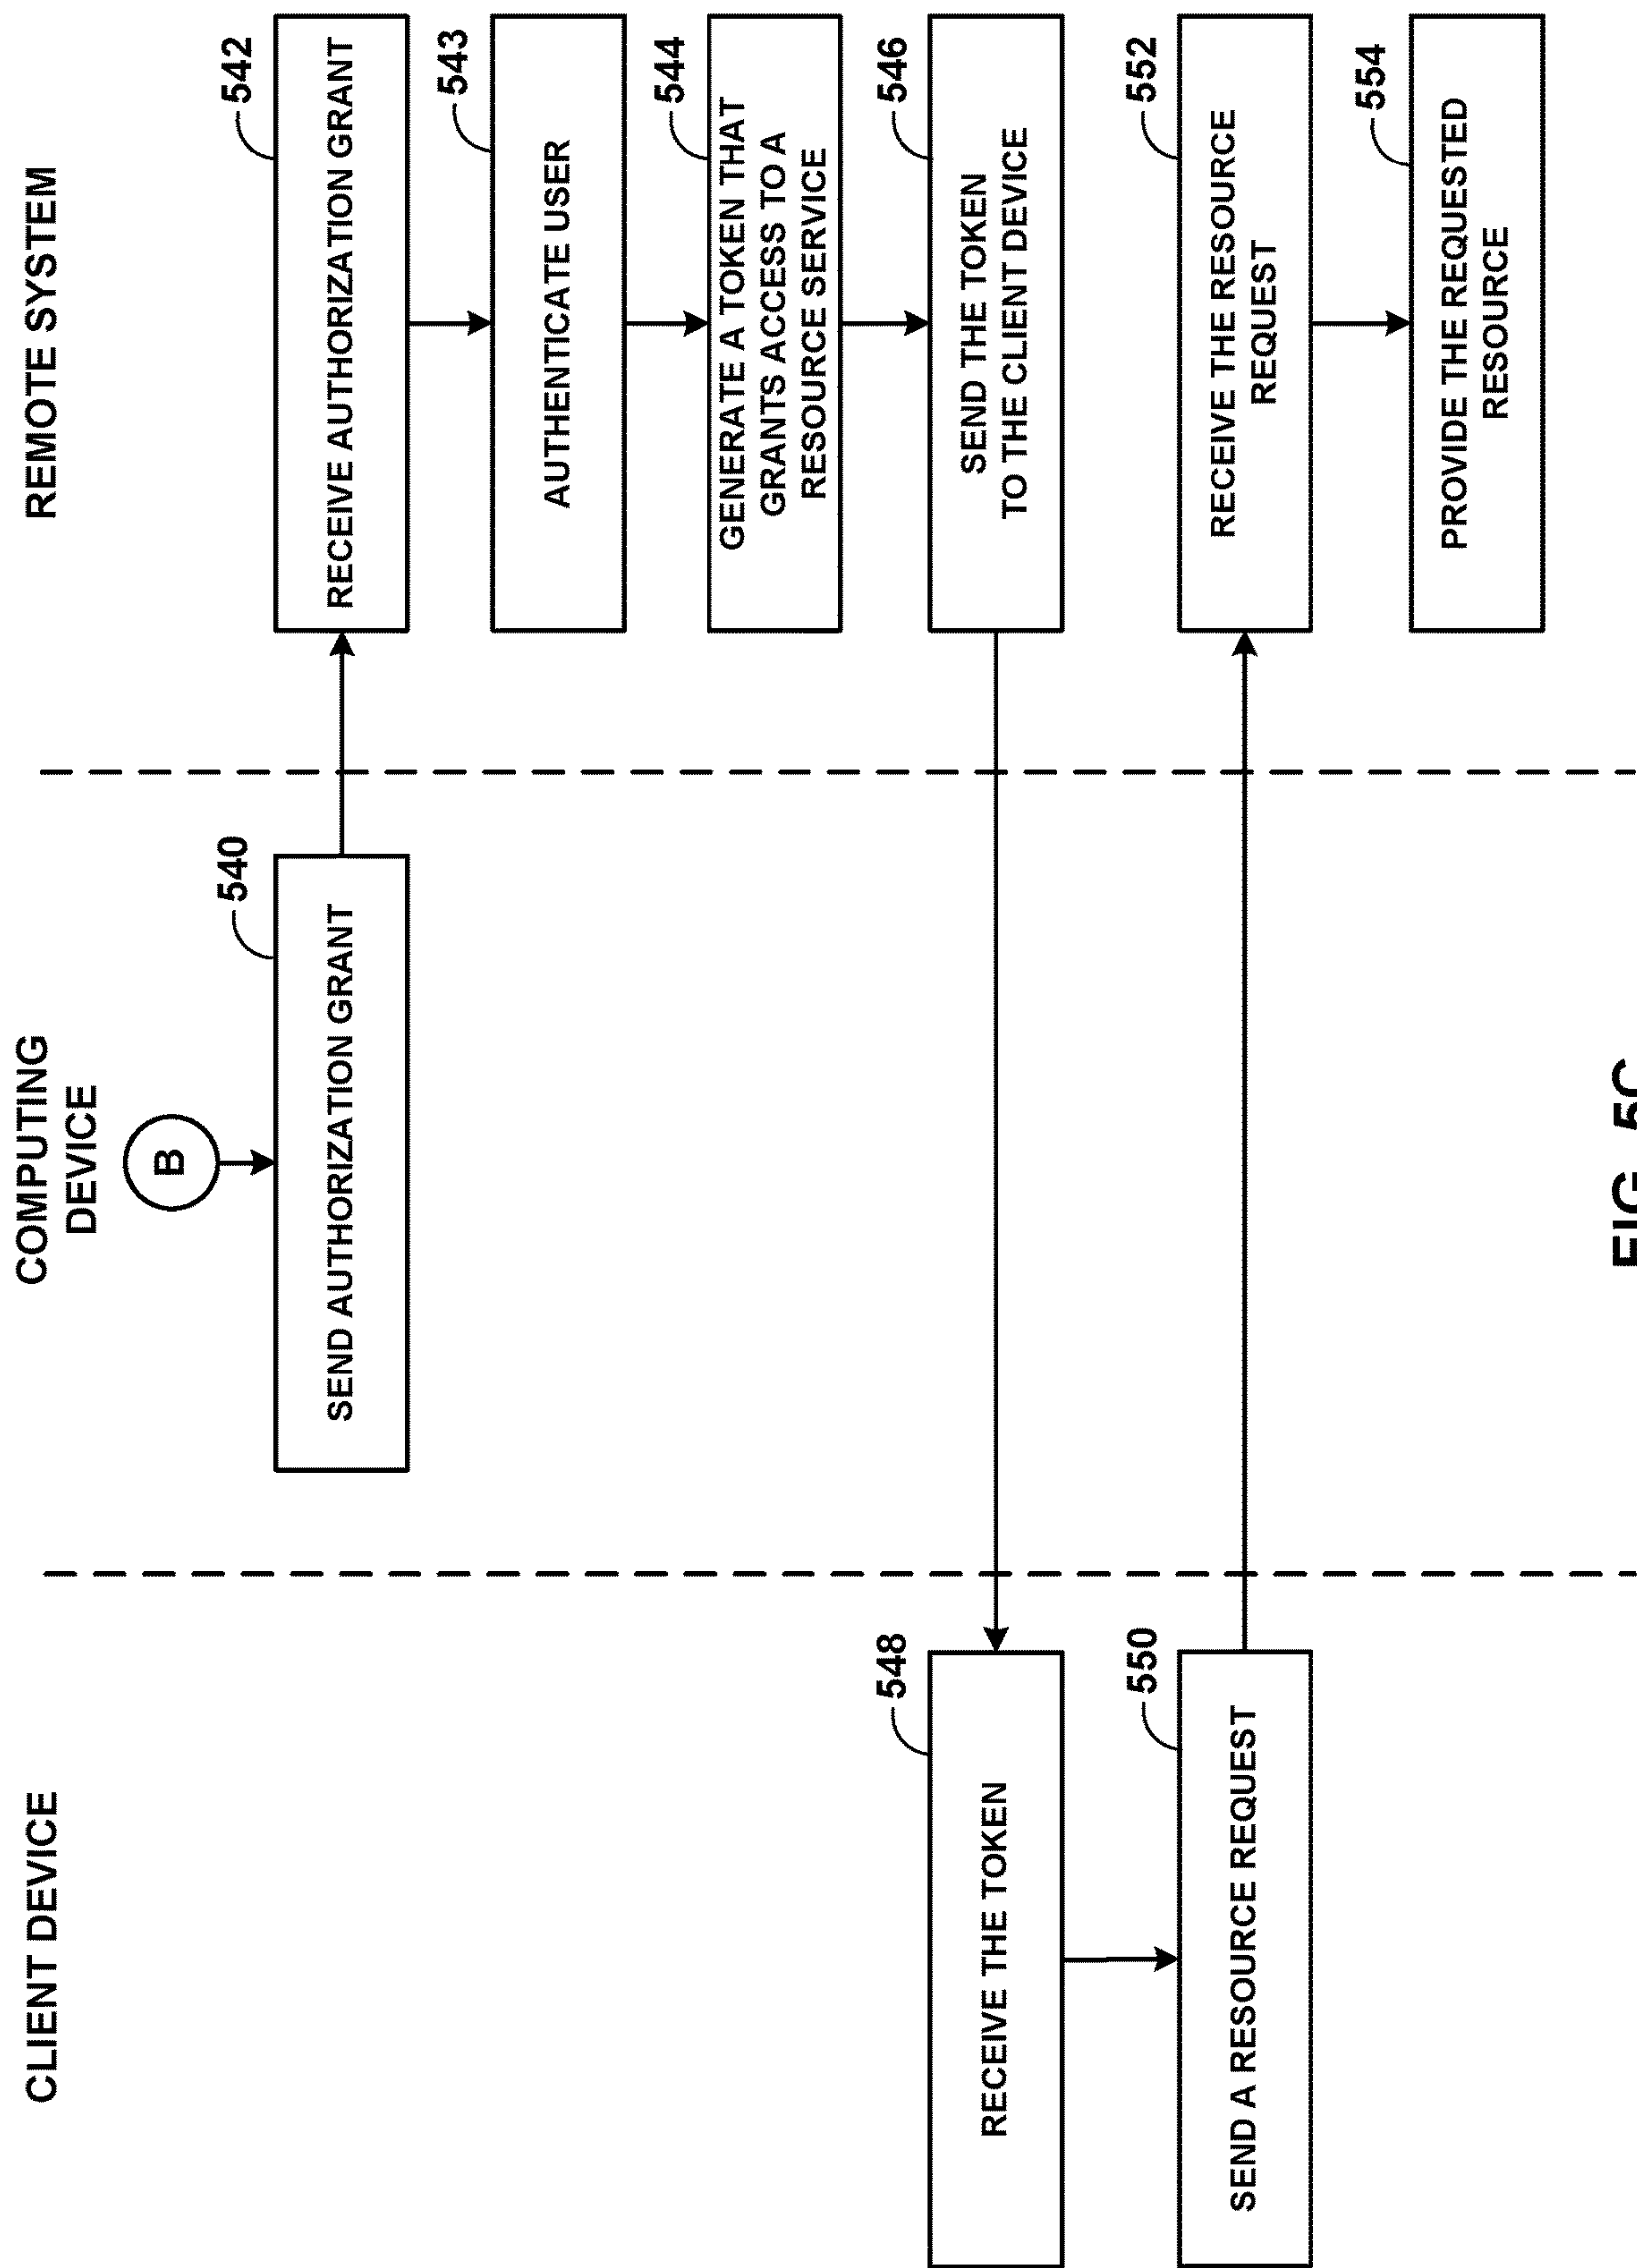 CLIENT DEVICE
COMPUTING
DEVICE
REMOTE SYSTEM
B
540
SEND AUTHORIZATION GRANT
542
RECEIVE AUTHORIZATION GRANT
543
AUTHENTICATE USER
544
GENERATE A TOKEN THAT
GRANTS ACCESS TO A
RESOURCE SERVICE
546
SEND THE TOKEN
TO THE CLIENT DEVICE
548
RECEIVE THE TOKEN
550
SEND A RESOURCE REQUEST
552
RECEIVE THE RESOURCE
REQUEST
554
PROVIDE THE REQUESTED
RESOURCE
FIG. 5C